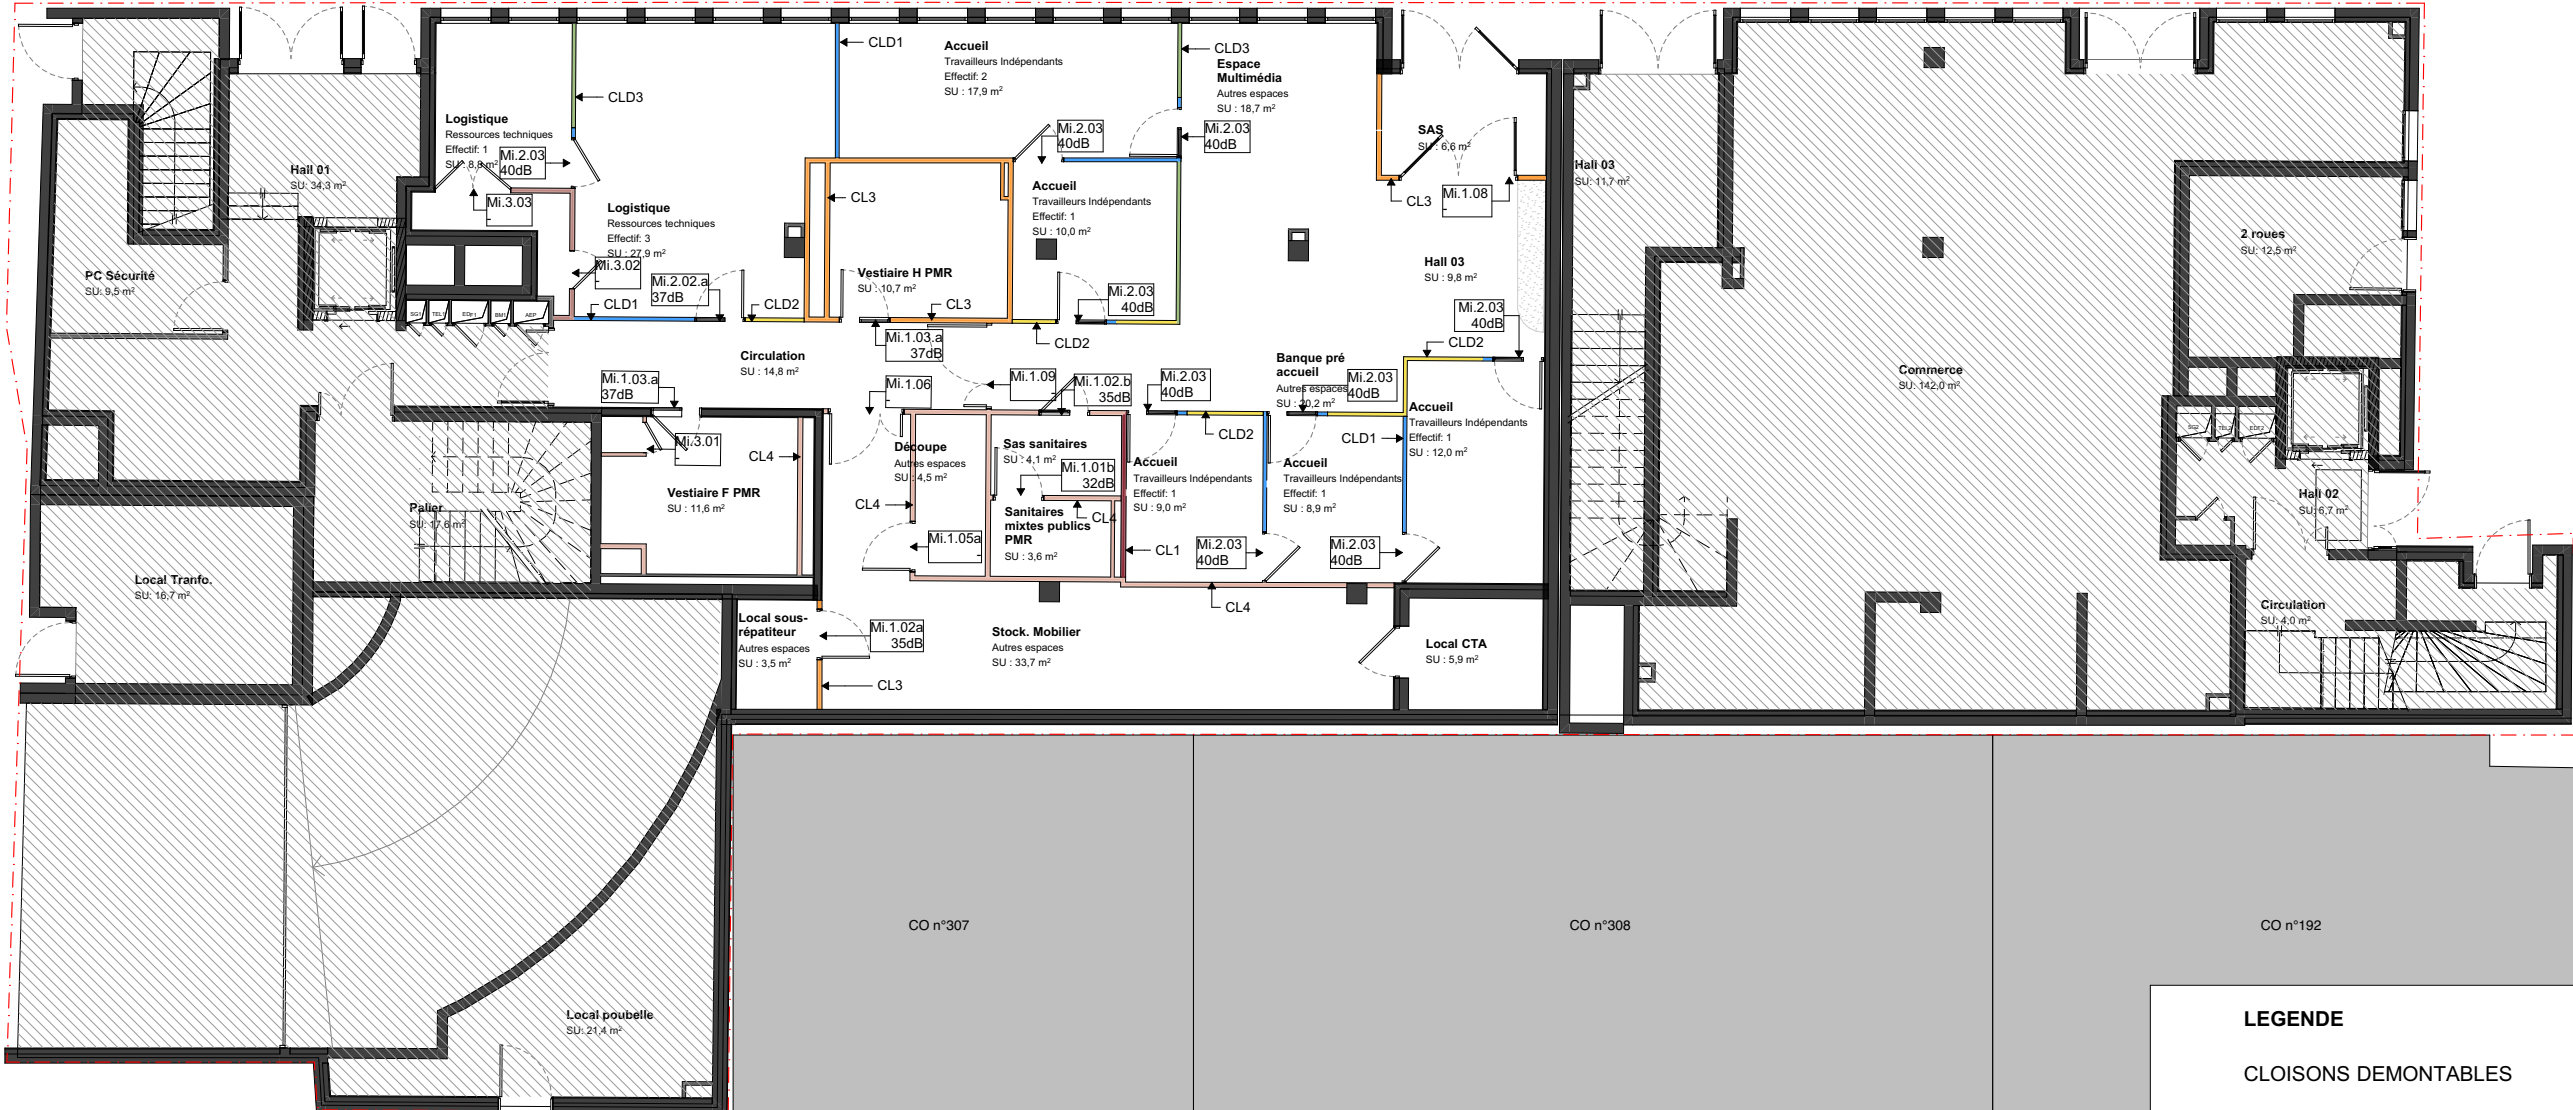 CLD1
Accueil
Travailleurs Indépendants
Effectif: 2
SU : 17,9 m²
CLD3
Espace
Multimédia
Autres espaces
SU : 18,7 m²
CLD3
Logistique
Ressources techniques
Effectif: 1
SU : 8,8 m²
Mi.2.03
40dB
Mi.2.03
40dB
Mi.2.03
40dB
SAS
SU : 6,6 m²
Hall 01
SU: 34,3 m²
Hall 03
SU: 11,7 m²
Mi.3.03
-
CL3
Accueil
Travailleurs Indépendants
Effectif: 1
SU : 10,0 m²
CL3
Mi.1.08
-
Logistique
Ressources techniques
Effectif: 3
SU : 27,9 m²
2 roues
SU: 12,5 m²
PC Sécurité
SU: 9,5 m²
Mi.3.02
-
Mi.2.02.a
37dB
Vestiaire H PMR
SU : 10,7 m²
Hall 03
SU : 9,8 m²
CLD1
CLD2
CL3
Mi.2.03
40dB
Mi.2.03
40dB
SG1
TEL1
EDF1
BM1
AEP
Circulation
SU : 14,8 m²
Mi.1.03.a
37dB
CLD2
CLD2
Banque pré
accueil
Autres espaces
SU : 20,2 m²
Commerce
SU: 142,0 m²
Mi.1.03.a
37dB
Mi.1.06
-
Mi.1.09
-
Mi.1.02.b
35dB
Mi.2.03
40dB
Mi.2.03
40dB
Accueil
Travailleurs Indépendants
Effectif: 1
SU : 12,0 m²
Mi.3.01
-
CL4
Découpe
Autres espaces
SU : 4,5 m²
Sas sanitaires
SU : 4,1 m²
CLD2
CLD1
SG2
TEL2
EDF2
Mi.1.01b
32dB
Accueil
Travailleurs Indépendants
Effectif: 1
SU : 9,0 m²
Accueil
Travailleurs Indépendants
Effectif: 1
SU : 8,9 m²
Vestiaire F PMR
SU : 11,6 m²
CL4
Sanitaires
mixtes publics
PMR
SU : 3,6 m²
CL4
Palier
SU: 17,6 m²
Hall 02
SU: 6,7 m²
Mi.1.05a
-
CL1
Mi.2.03
40dB
Mi.2.03
40dB
Local Tranfo.
SU: 16,7 m²
CL4
Circulation
SU: 4,0 m²
Local sous-
répatiteur
Autres espaces
SU : 3,5 m²
Mi.1.02a
35dB
Stock. Mobilier
Autres espaces
SU : 33,7 m²
Local CTA
SU : 5,9 m²
CL3
CO n°307
CO n°308
CO n°192
Local poubelle
SU: 21,4 m²
LEGENDE
CLOISONS DEMONTABLES